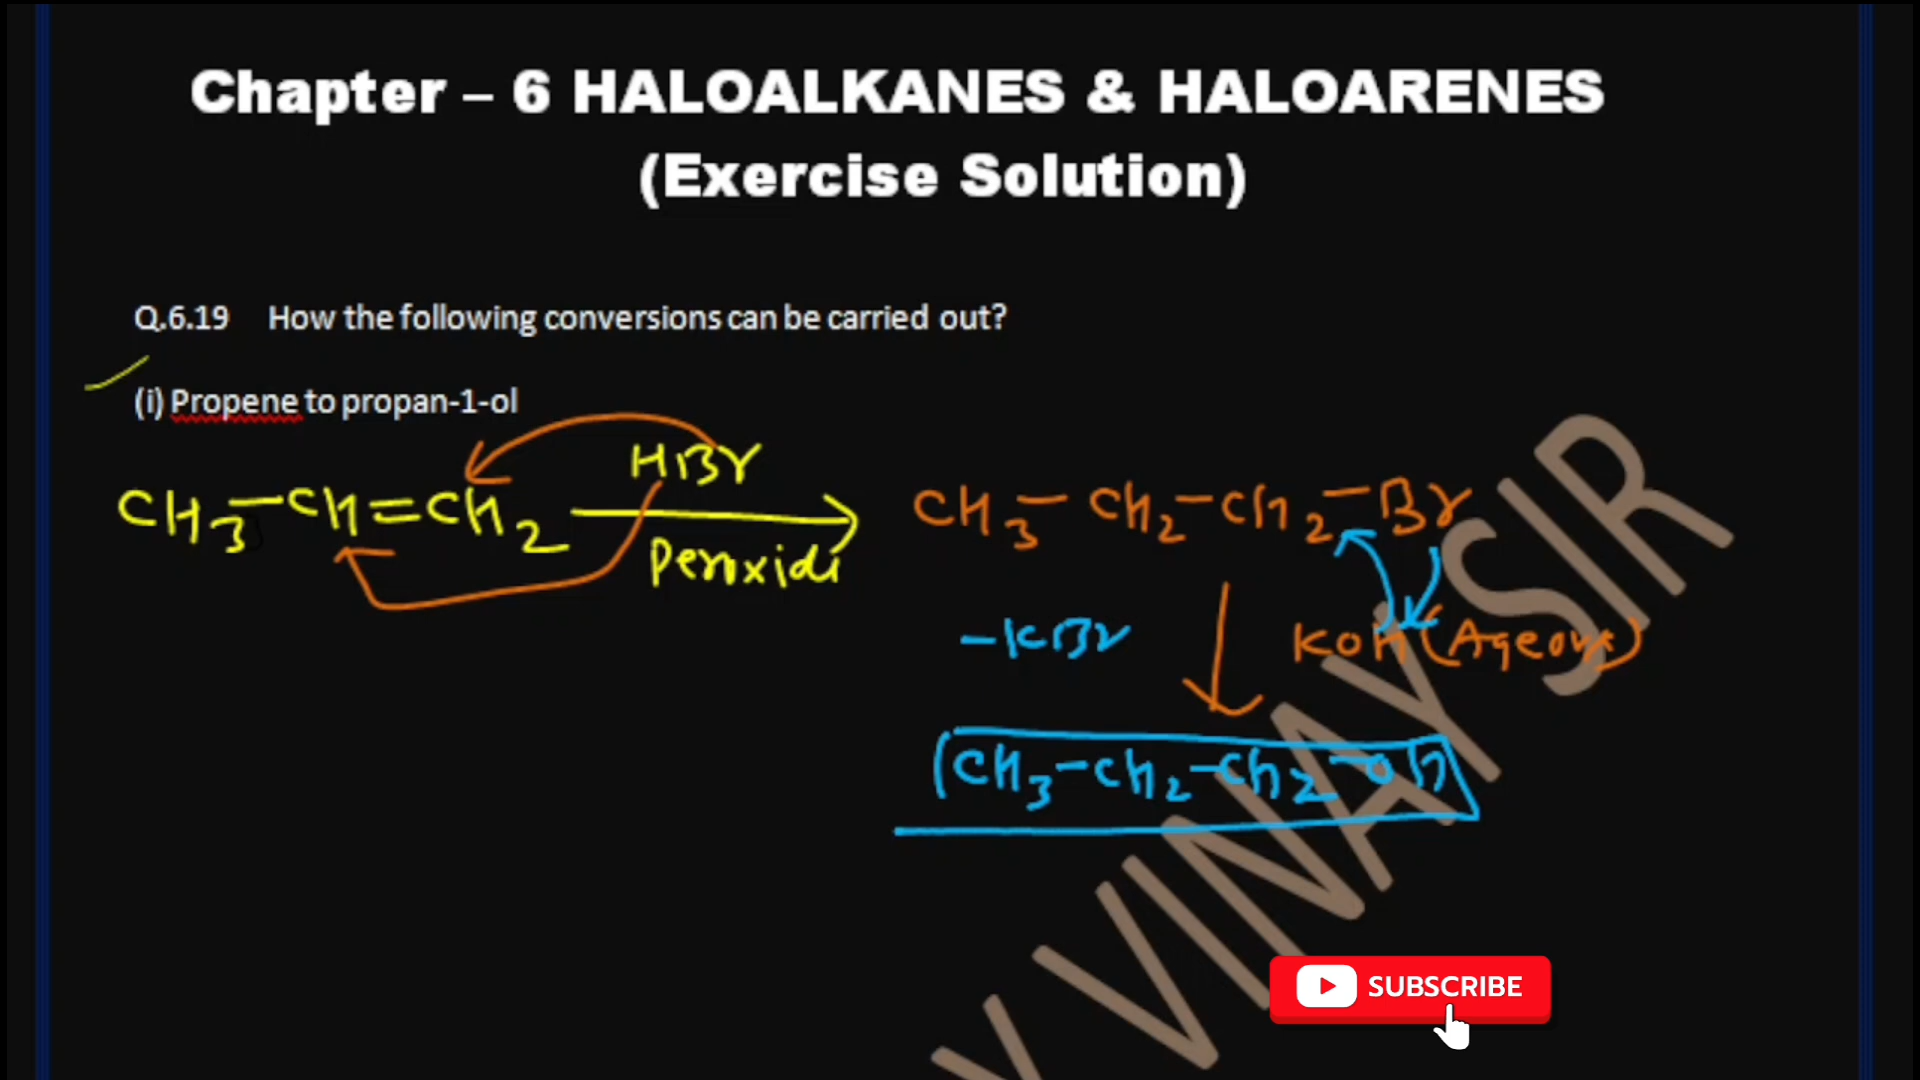 Chapter – 6 HALOALKANES & HALOARENES
(Exercise Solution)
Q.6.19 How the following conversions can be carried out?
(i) Propene to propan-1-ol
HBr
CH3-CH=CH2
Peroxide
CH3-CH2-CH2-Br
-KBr
KOH (Aqeous)
(CH3-CH2-CH2-OH
VINAY SIR
SUBSCRIBE